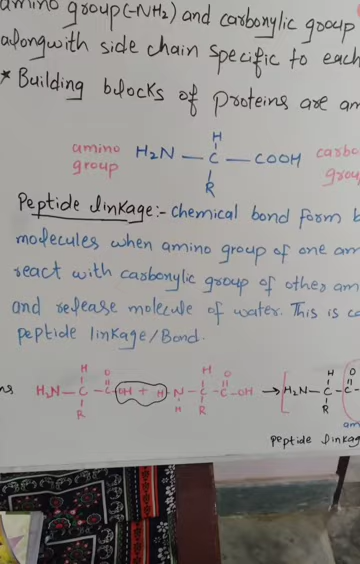 amino group(-NH₂) and carbonylic group
alongwith side chain specific to each
* Building blocks of Proteins are am
amino group
H₂N — C — COOH
H
R
carbo
grou
Peptide linkage:- chemical bond form b
molecules when amino group of one am
react with carbonylic group of other am
and release molecule of water. This is ca
peptide linkage/Bond.
H₂N — C — C — OH + H — N — C — C — OH → [H₂N — C — C
H O H O H O
R H R R
am
peptide linkag